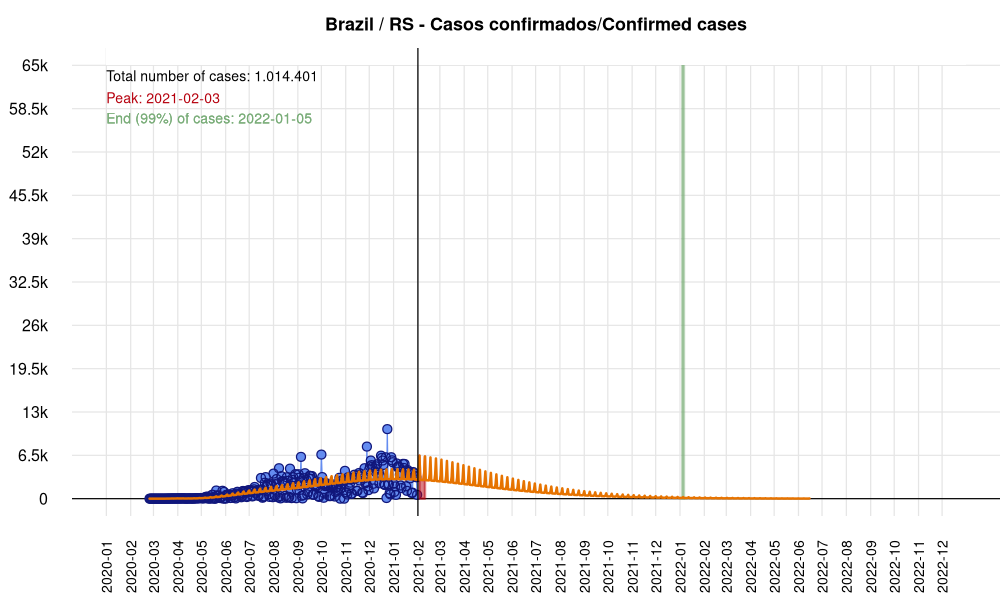 Brazil / RS - Casos confirmados/Confirmed cases
Total number of cases: 1.014.401
Peak: 2021-02-03
End (99%) of cases: 2022-01-05
65k
58.5k
52k
45.5k
39k
32.5k
26k
19.5k
13k
6.5k
0
2020-01
2020-02
2020-03
2020-04
2020-05
2020-06
2020-07
2020-08
2020-09
2020-10
2020-11
2020-12
2021-01
2021-02
2021-03
2021-04
2021-05
2021-06
2021-07
2021-08
2021-09
2021-10
2021-11
2021-12
2022-01
2022-02
2022-03
2022-04
2022-05
2022-06
2022-07
2022-08
2022-09
2022-10
2022-11
2022-12